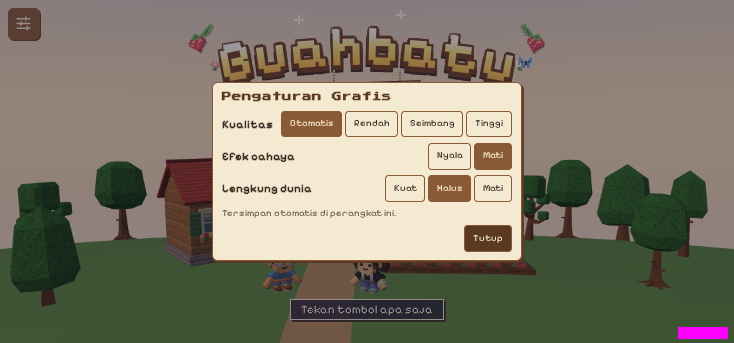 Buahbatu
Pengaturan Grafis
Kualitas Otomatis Rendah Seimbang Tinggi
Efek cahaya Nyala Mati
Lengkung dunia Kuat Halus Mati
Tersimpan otomatis di perangkat ini.
Tutup
Tekan tombol apa saja